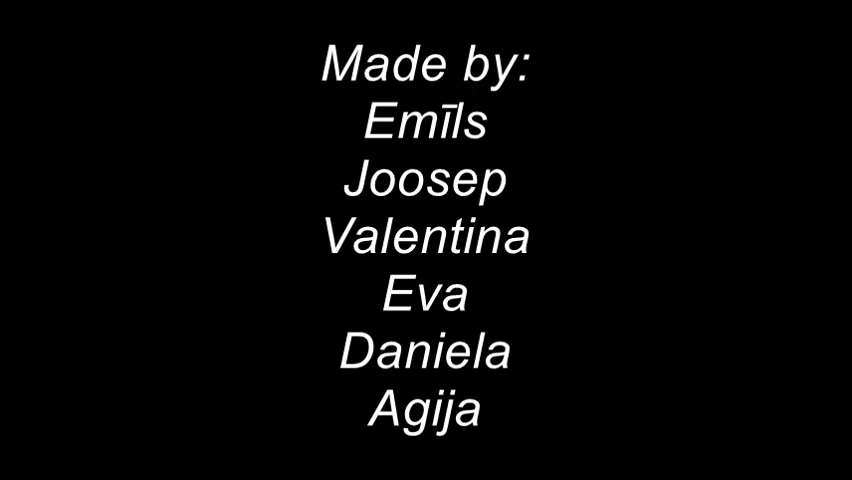 Made by:
Emīls
Joosep
Valentina
Eva
Daniela
Agija